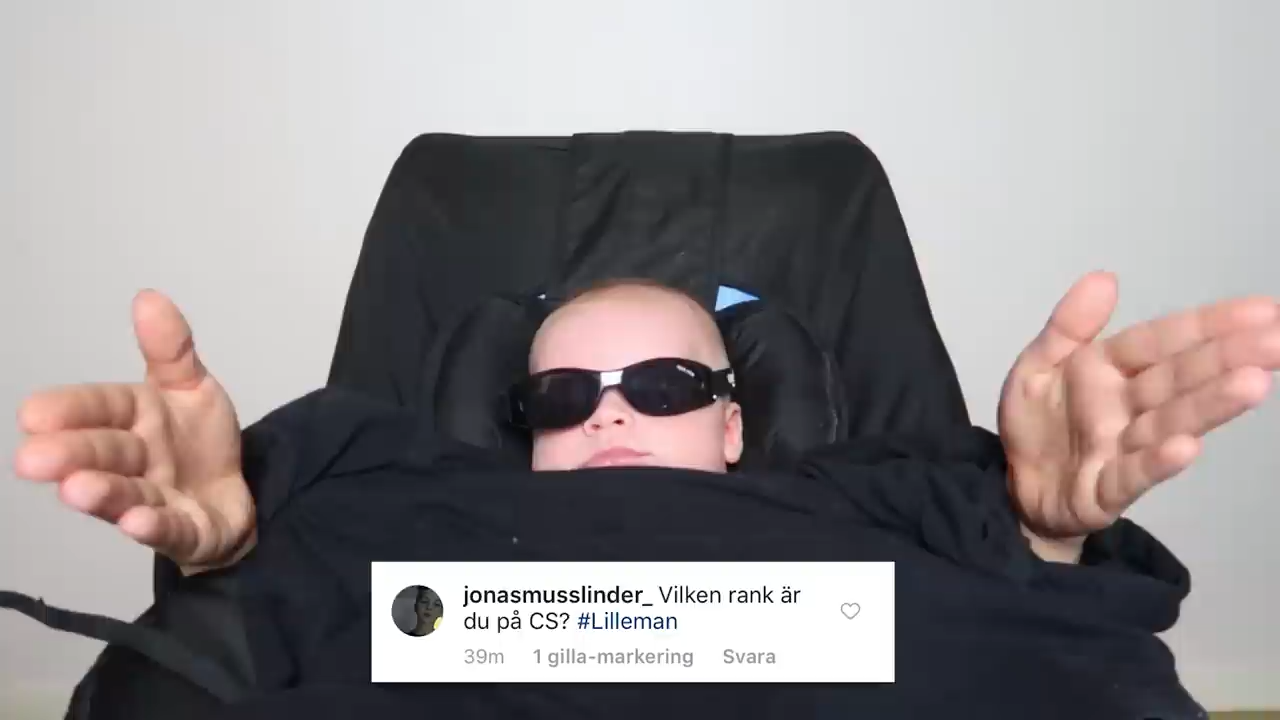 jonasmusslinder_ Vilken rank är
du på CS? #Lilleman
39m 1 gilla-markering Svara